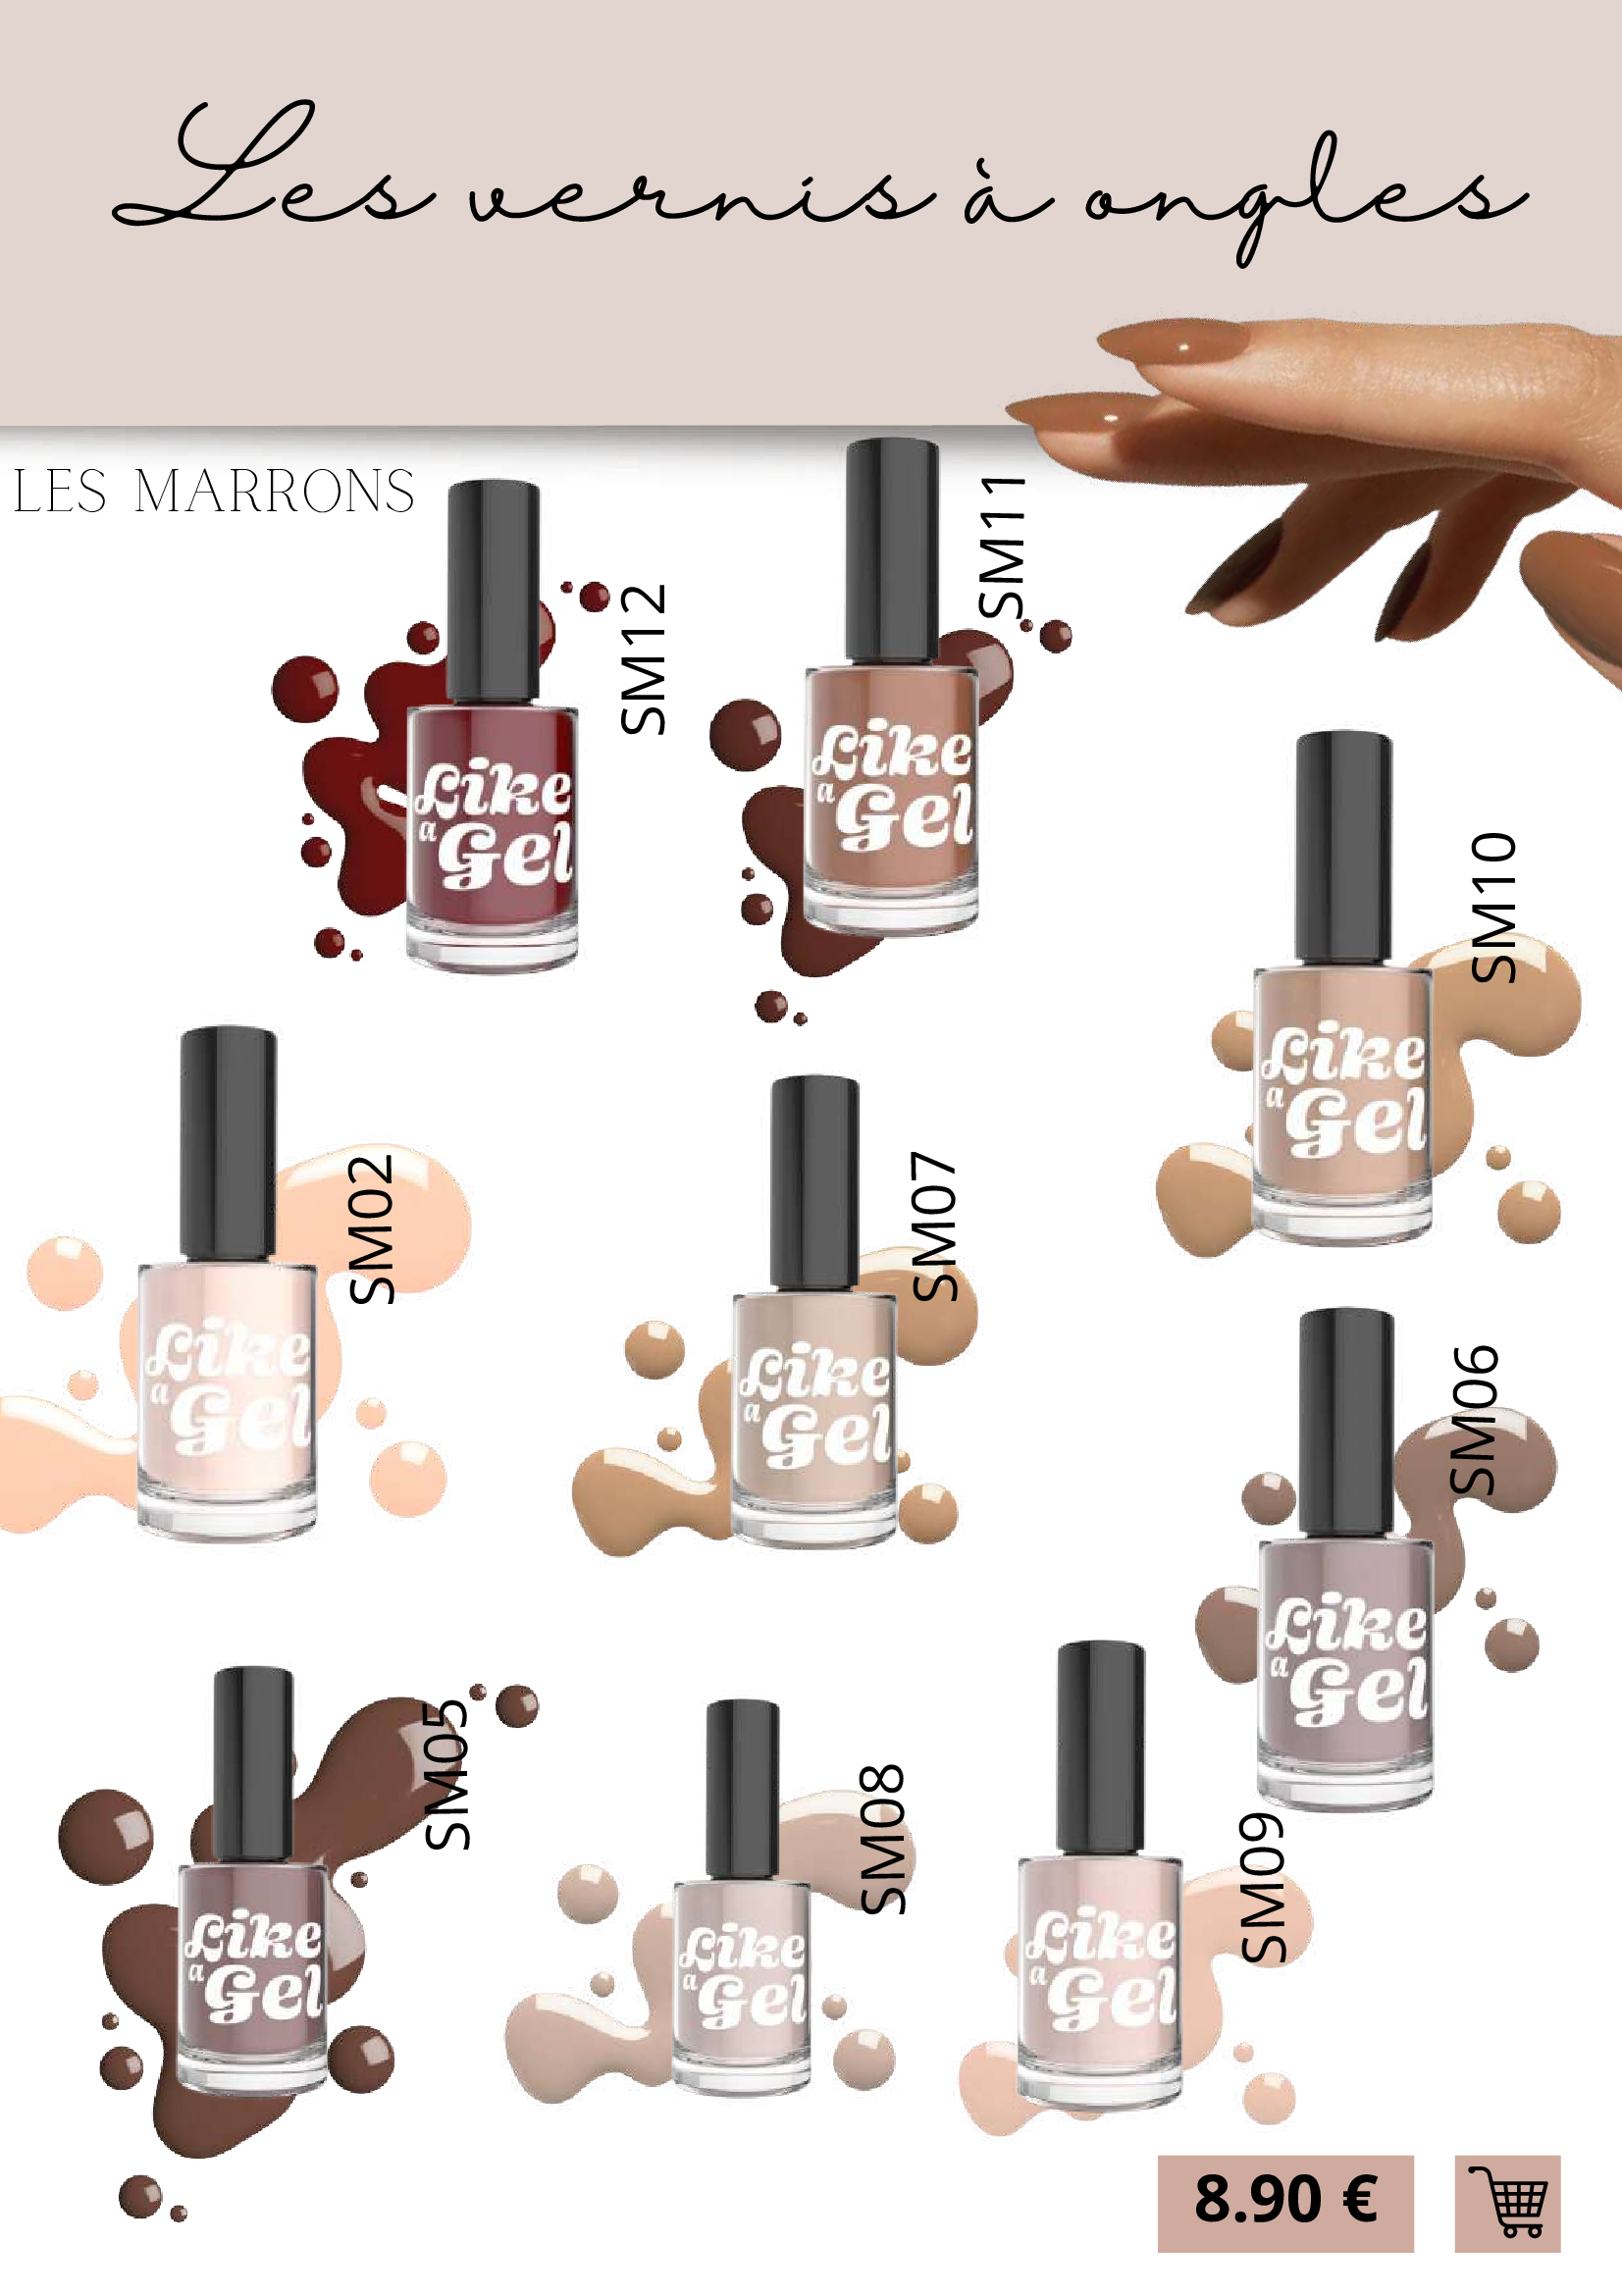 Les vernis à ongles
LES MARRONS
SM12
Like
a Gel
SM11
Like
a Gel
SM10
Like
a Gel
SM02
Like
a Gel
SM07
Like
a Gel
SM06
Like
a Gel
SM05
Like
a Gel
SM08
Like
a Gel
SM09
Like
a Gel
8.90 €